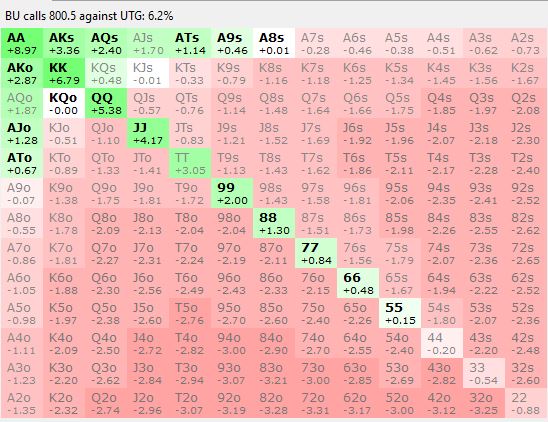 BU calls 800.5 against UTG: 6.2%
AA AKs AQs AJs ATs A9s A8s A7s A6s A5s A4s A3s A2s
+8.97 +3.36 +2.40 +1.70 +1.14 +0.46 +0.01 -0.28 -0.46 -0.38 -0.51 -0.62 -0.73
AKo KK KQs KJs KTs K9s K8s K7s K6s K5s K4s K3s K2s
+2.87 +6.79 +0.48 -0.01 -0.33 -0.79 -1.16 -1.18 -1.25 -1.34 -1.45 -1.56 -1.67
AQo KQo QQ QJs QTs Q9s Q8s Q7s Q6s Q5s Q4s Q3s Q2s
+1.87 -0.00 +5.38 -0.57 -0.76 -1.14 -1.48 -1.64 -1.66 -1.75 -1.85 -1.97 -2.08
AJo KJo QJo JJ JTs J9s J8s J7s J6s J5s J4s J3s J2s
+1.28 -0.51 -1.10 +4.17 -0.83 -1.21 -1.52 -1.69 -1.92 -1.96 -2.07 -2.18 -2.30
ATo KTo QTo JTo TT T9s T8s T7s T6s T5s T4s T3s T2s
+0.67 -0.89 -1.33 -1.41 +3.05 -1.13 -1.43 -1.62 -1.86 -2.11 -2.17 -2.28 -2.40
A9o K9o Q9o J9o T9o 99 98s 97s 96s 95s 94s 93s 92s
-0.07 -1.38 -1.75 -1.81 -1.72 +2.00 -1.43 -1.58 -1.81 -2.06 -2.35 -2.41 -2.52
A8o K8o Q8o J8o T8o 98o 88 87s 86s 85s 84s 83s 82s
-0.55 -1.78 -2.09 -2.13 -2.04 -2.04 +1.30 -1.51 -1.73 -1.98 -2.26 -2.55 -2.62
A7o K7o Q7o J7o T7o 97o 87o 77 76s 75s 74s 73s 72s
-0.86 -1.81 -2.27 -2.31 -2.24 -2.19 -2.11 +0.84 -1.56 -1.79 -2.07 -2.36 -2.65
A6o K6o Q6o J6o T6o 96o 86o 76o 66 65s 64s 63s 62s
-1.05 -1.88 -2.30 -2.56 -2.49 -2.43 -2.33 -2.15 +0.48 -1.67 -1.94 -2.22 -2.52
A5o K5o Q5o J5o T5o 95o 85o 75o 65o 55 54s 53s 52s
-0.98 -1.97 -2.38 -2.60 -2.76 -2.70 -2.60 -2.40 -2.26 +0.15 -1.80 -2.07 -2.36
A4o K4o Q4o J4o T4o 94o 84o 74o 64o 54o 44 43s 42s
-1.11 -2.09 -2.50 -2.72 -2.82 -3.00 -2.90 -2.70 -2.55 -2.40 -0.20 -2.20 -2.48
A3o K3o Q3o J3o T3o 93o 83o 73o 63o 53o 43o 33 32s
-1.23 -2.20 -2.62 -2.84 -2.94 -3.07 -3.21 -3.00 -2.85 -2.69 -2.82 -0.54 -2.60
A2o K2o Q2o J2o T2o 92o 82o 72o 62o 52o 42o 32o 22
-1.35 -2.32 -2.74 -2.96 -3.07 -3.19 -3.28 -3.31 -3.17 -3.00 -3.12 -3.25 -0.88